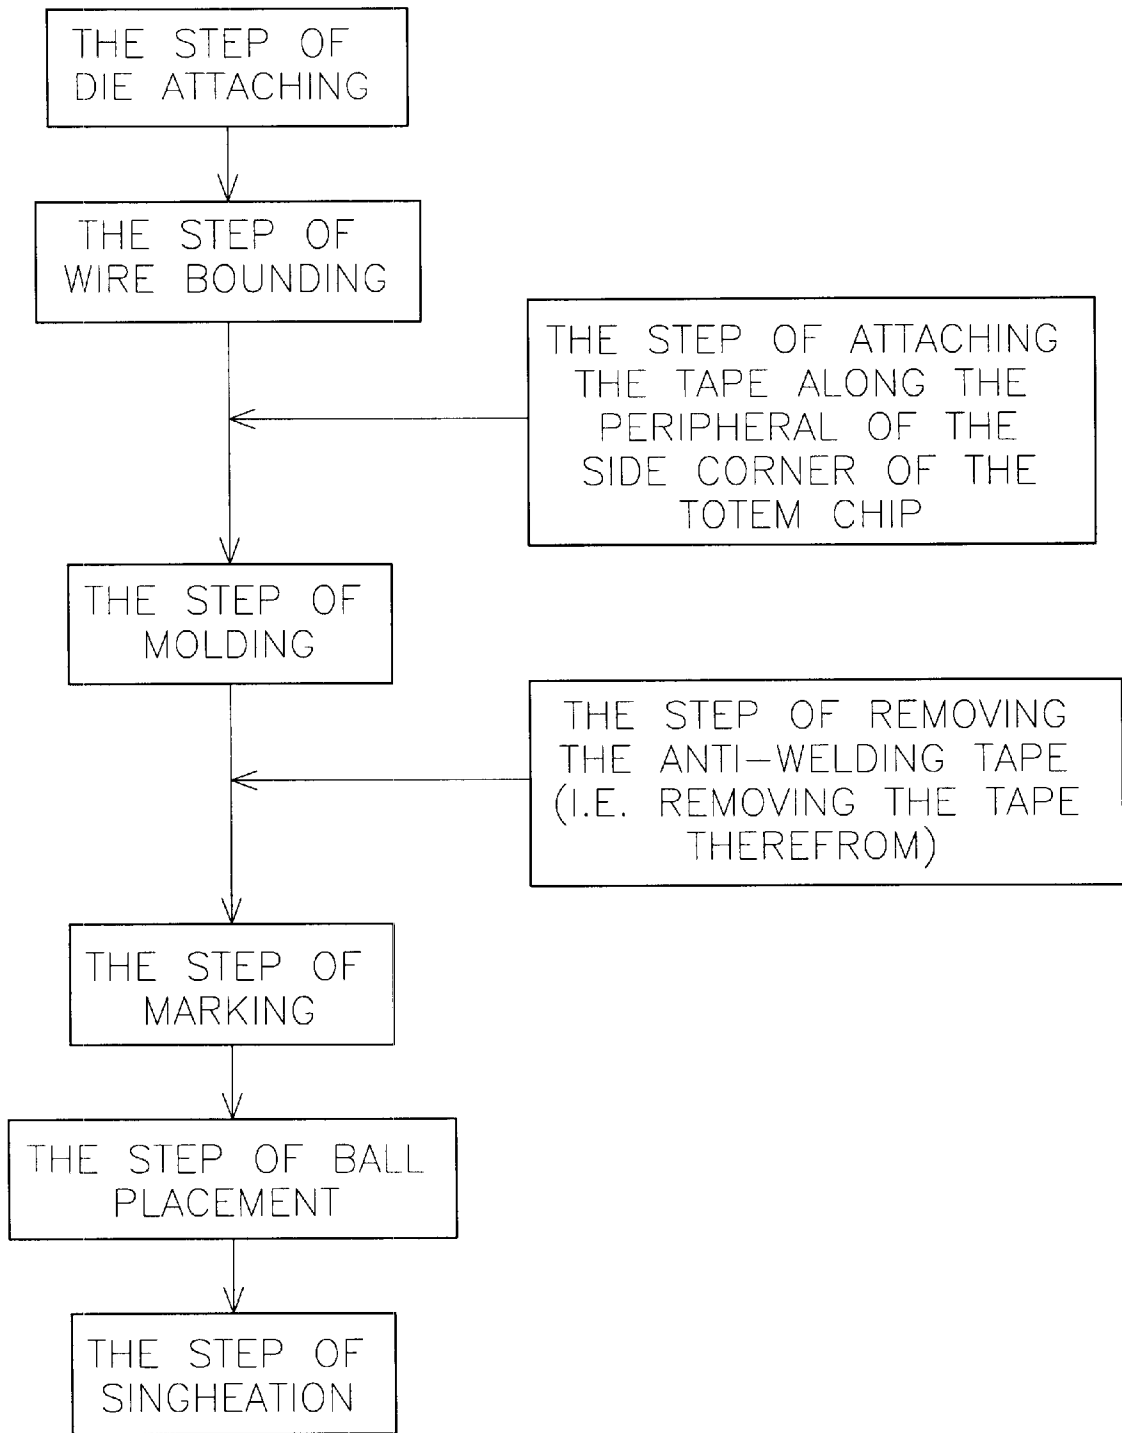 THE STEP OF
DIE ATTACHING
THE STEP OF
WIRE BOUNDING
THE STEP OF ATTACHING
THE TAPE ALONG THE
PERIPHERAL OF THE
SIDE CORNER OF THE
TOTEM CHIP
THE STEP OF
MOLDING
THE STEP OF REMOVING
THE ANTI-WELDING TAPE
(I.E. REMOVING THE TAPE
THEREFROM)
THE STEP OF
MARKING
THE STEP OF BALL
PLACEMENT
THE STEP OF
SINGHEATION